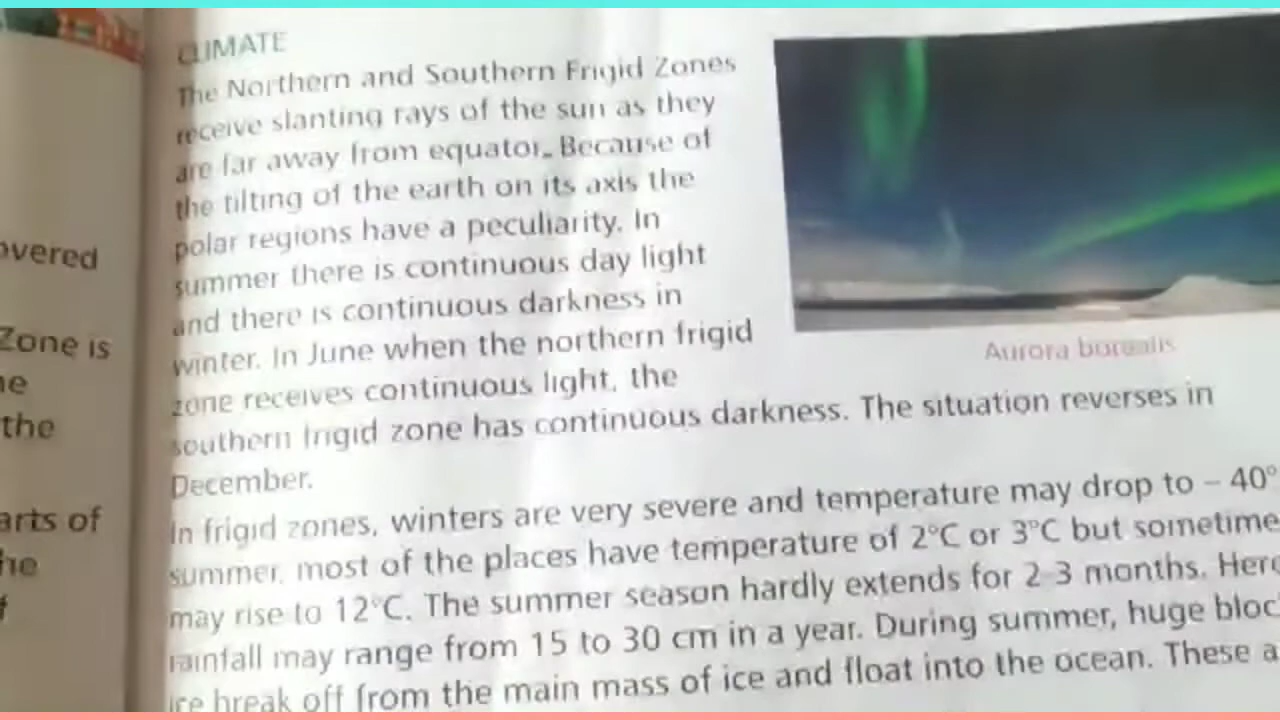 overed
Zone is
the
arts of
CLIMATE
The Northern and Southern Frigid Zones
receive slanting rays of the sun as they
are far away from equator. Because of
the tilting of the earth on its axis the
polar regions have a peculiarity. In
summer there is continuous day light
and there is continuous darkness in
winter. In June when the northern frigid
zone receives continuous light, the
southern frigid zone has continuous darkness. The situation reverses in
December.
In frigid zones, winters are very severe and temperature may drop to – 40°
summer, most of the places have temperature of 2°C or 3°C but sometime
may rise to 12°C. The summer season hardly extends for 2-3 months. Here
rainfall may range from 15 to 30 cm in a year. During summer, huge bloc
ice break off from the main mass of ice and float into the ocean. These a
Aurora borealis